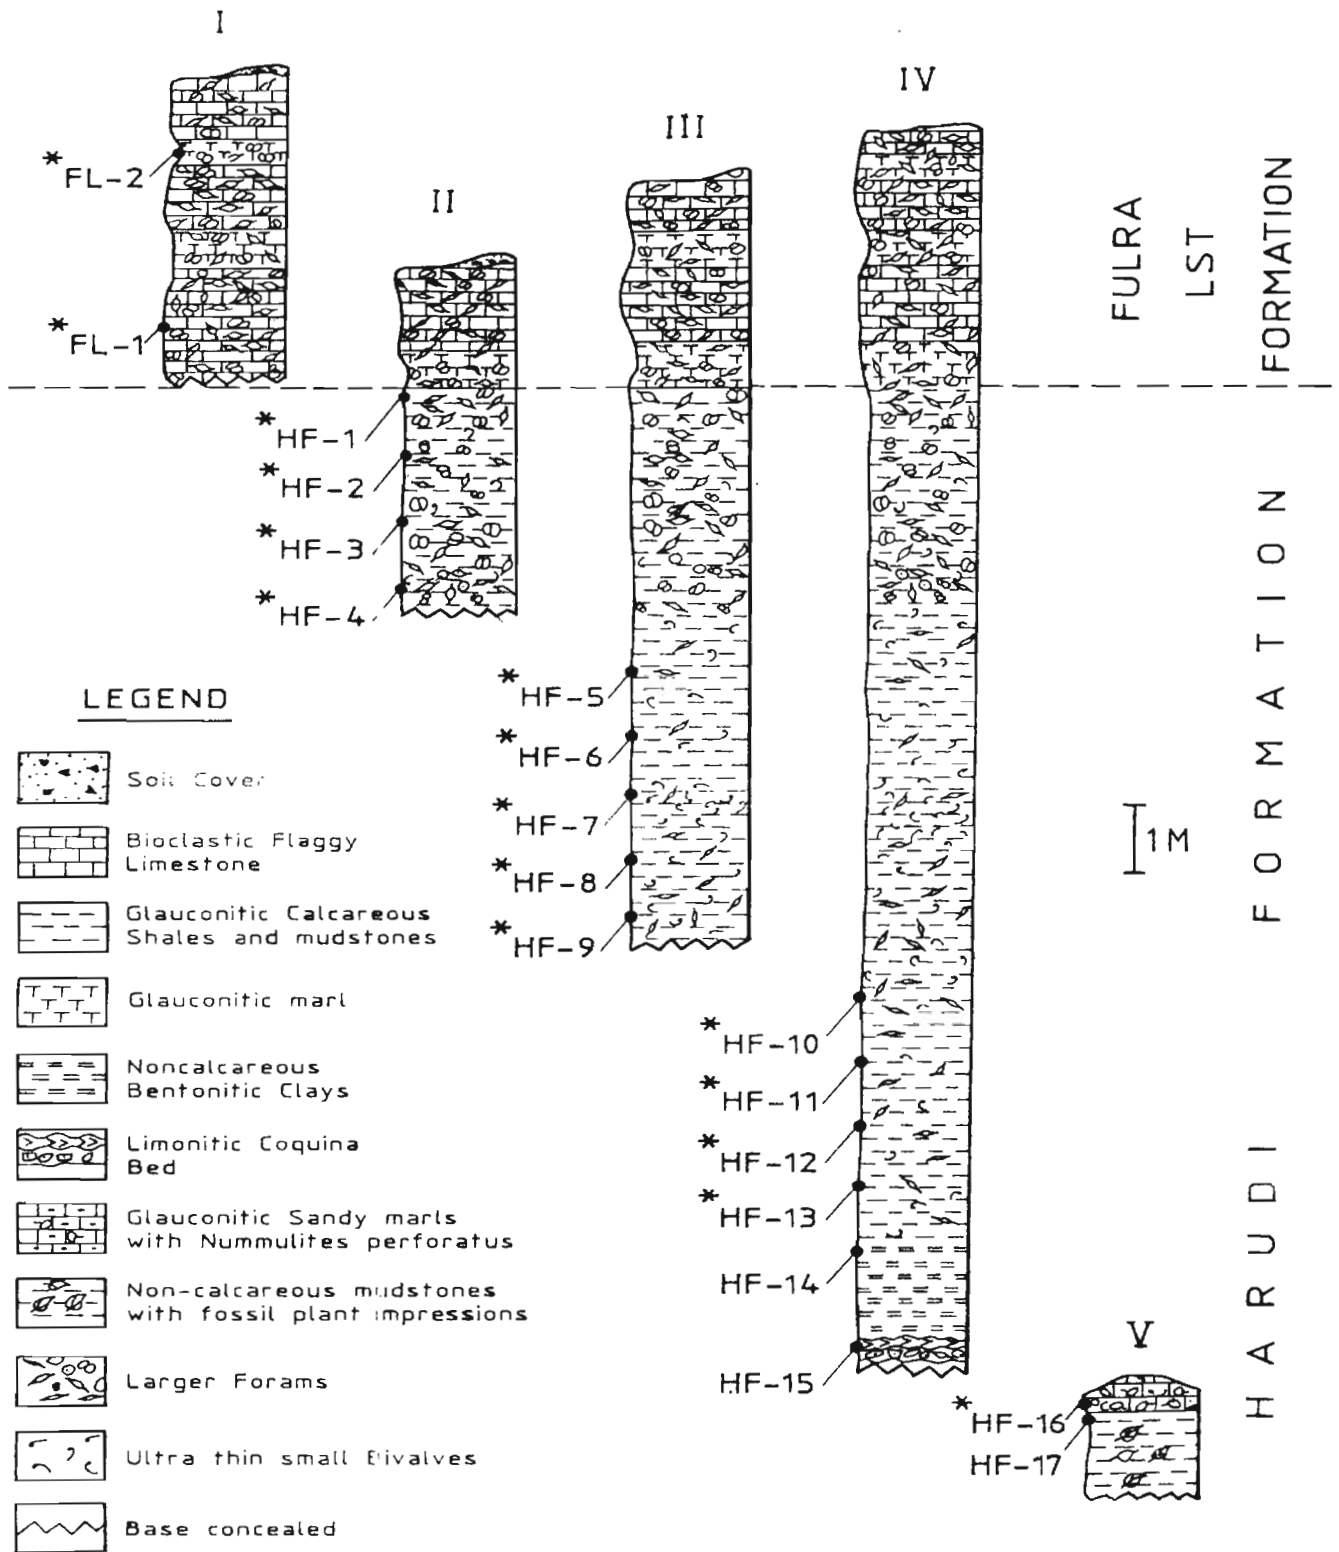 I
II
III
IV
V
*FL-2
*FL-1
*HF-1
*HF-2
*HF-3
*HF-4
*HF-5
*HF-6
*HF-7
*HF-8
*HF-9
*HF-10
*HF-11
*HF-12
*HF-13
HF-14
HF-15
*HF-16
HF-17
FULRA
LST
FORMATION
HARUDI FORMATION
1 M
LEGEND
Soil Cover
Bioclastic Flaggy
Limestone
Glauconitic Calcareous
Shales and mudstones
Glauconitic marl
Noncalcareous
Bentonitic Clays
Limonitic Coquina
Bed
Glauconitic Sandy marls
with Nummulites perforatus
Non-calcareous mudstones
with fossil plant impressions
Larger Forams
Ultra thin small Bivalves
Base concealed